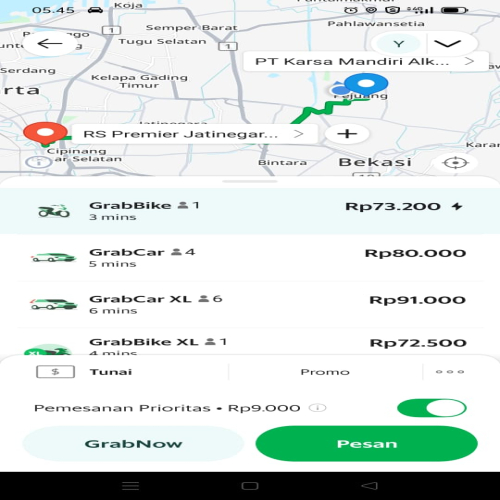 05.45
Koja
Pahlawansetia
Semper Barat
Tugu Selatan
1
1
Y
PT Karsa Mandiri Alk... >
Serdang
Kelapa Gading
Timur
rta
Pejuang
RS Premier Jatinegar... >
+
Cipinang
ar Selatan
Bintara
Bekasi
Karan
GrabBike 1
3 mins
Rp73.200
GrabCar 4
5 mins
Rp80.000
GrabCar XL 6
6 mins
Rp91.000
GrabBike XL 1
4 mins
Rp72.500
XL
$ Tunai
Promo
Pemesanan Prioritas • Rp9.000
GrabNow
Pesan